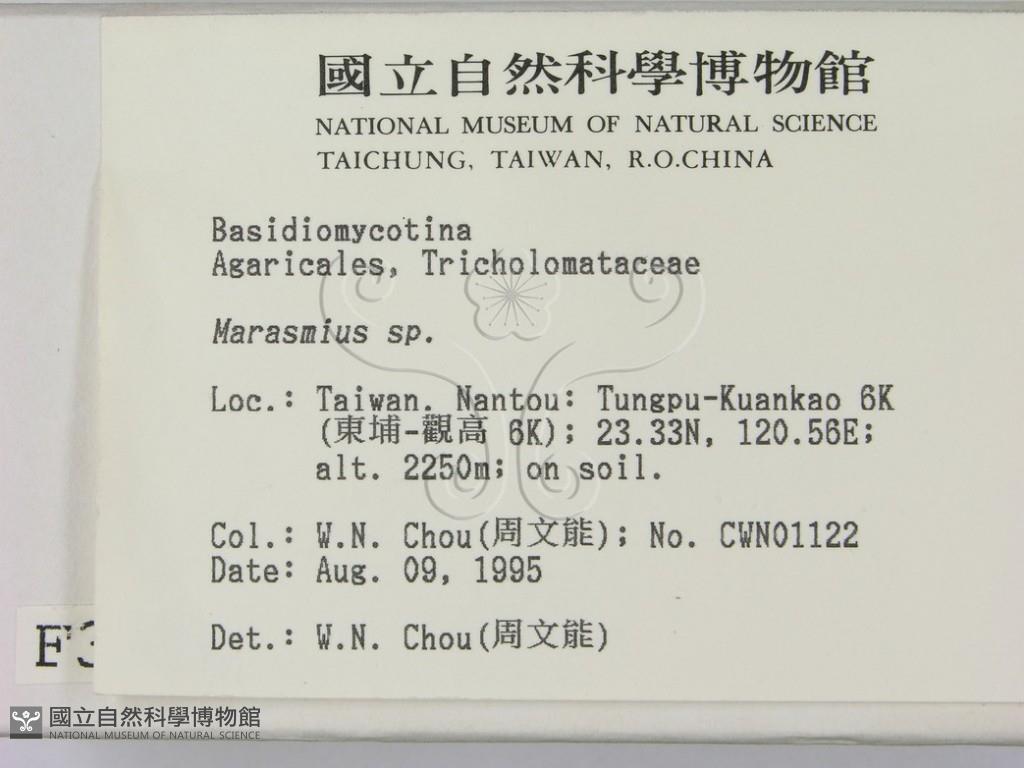 國立自然科學博物館
NATIONAL MUSEUM OF NATURAL SCIENCE
TAICHUNG, TAIWAN, R.O.CHINA
Basidiomycotina
Agaricales, Tricholomataceae
Marasmius sp.
Loc.: Taiwan. Nantou: Tungpu-Kuankao 6K
(東埔-觀高 6K); 23.33N, 120.56E;
alt. 2250m; on soil.
Col.: W.N. Chou(周文能); No. CWN01122
Date: Aug. 09, 1995
Det.: W.N. Chou(周文能)
國立自然科學博物館
NATIONAL MUSEUM OF NATURAL SCIENCE